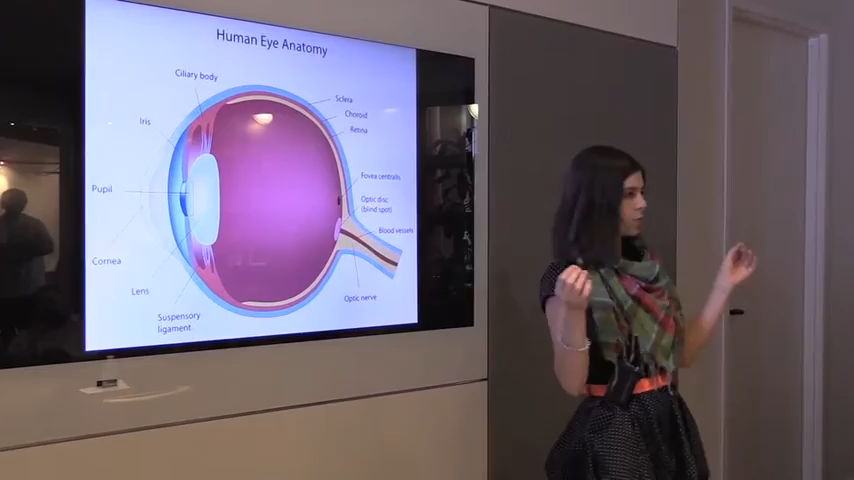 Human Eye Anatomy
Ciliary body
Sclera
Choroid
Iris
Retina
Fovea centralis
Pupil
Optic disc
(blind spot)
Blood vessels
Cornea
Lens
Optic nerve
Suspensory
ligament